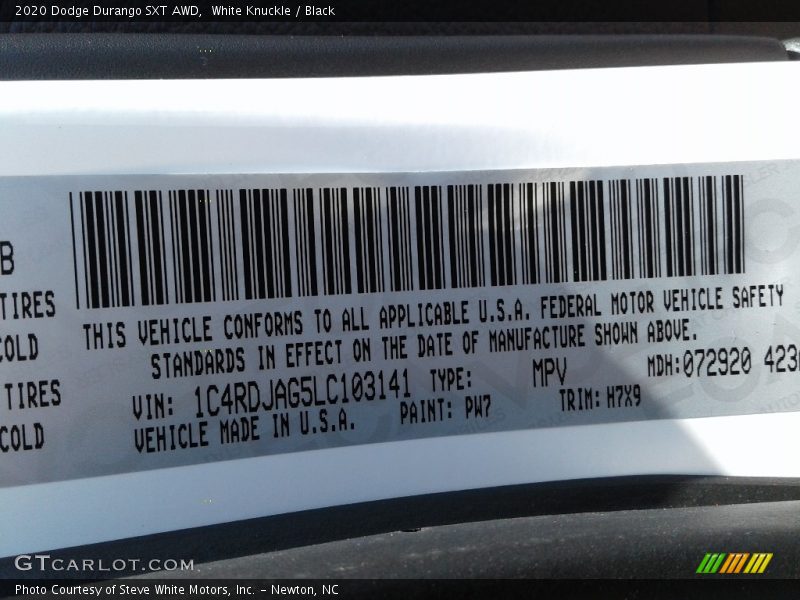 2020 Dodge Durango SXT AWD,  White Knuckle / Black
B
TIRES
COLD
TIRES
COLD
THIS VEHICLE CONFORMS TO ALL APPLICABLE U.S.A. FEDERAL MOTOR VEHICLE SAFETY
STANDARDS IN EFFECT ON THE DATE OF MANUFACTURE SHOWN ABOVE.
VIN: 1C4RDJAG5LC103141 TYPE: MPV MDH:072920 423
VEHICLE MADE IN U.S.A. PAINT: PW7 TRIM: H7X9
GTCARLOT.COM
Photo Courtesy of Steve White Motors, Inc. – Newton, NC